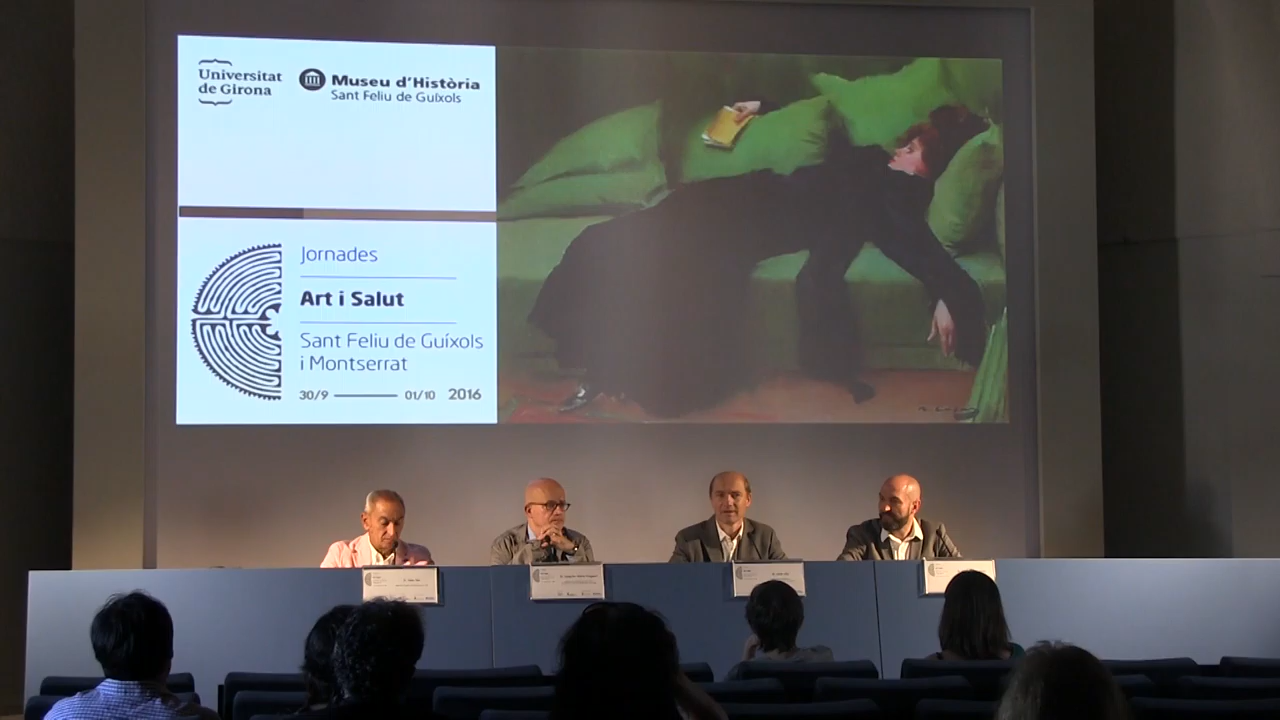 Universitat
de Girona
Museu d'Història
Sant Feliu de Guíxols
Jornades
Art i Salut
Sant Feliu de Guíxols
i Montserrat
30/9 01/10 2016